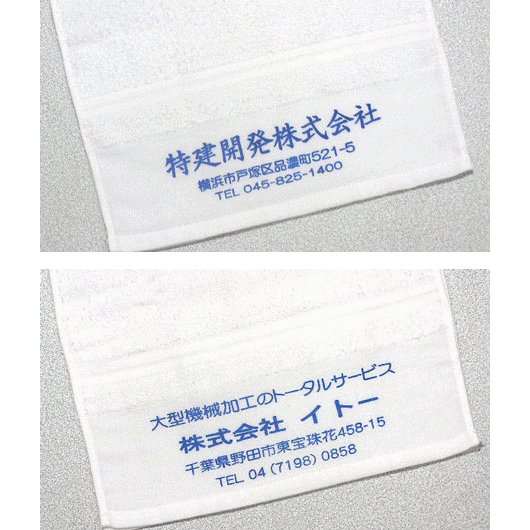 特建開発株式会社
横浜市戸塚区品濃町521-5
TEL 045-825-1400
大型機械加工のトータルサービス
株式会社 イトー
千葉県野田市東宝珠花458-15
TEL 04 (7198) 0858